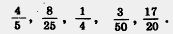 4/5, 8/25, 1/4, 3/50, 17/20.